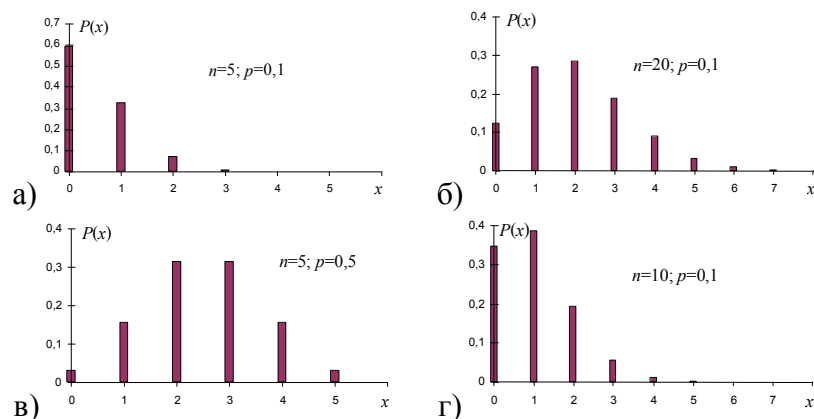 P(x)
0,7
0,6
0,5
0,4
0,3
0,2
0,1
0
n=5; p=0,1
0 1 2 3 4 5 x
а)
P(x)
0,4
0,3
0,2
0,1
0
n=20; p=0,1
0 1 2 3 4 5 6 7 x
б)
P(x)
0,4
0,3
0,2
0,1
0
n=5; p=0,5
0 1 2 3 4 5 x
в)
P(x)
0,4
0,3
0,2
0,1
0
n=10; p=0,1
0 1 2 3 4 5 6 7 x
г)